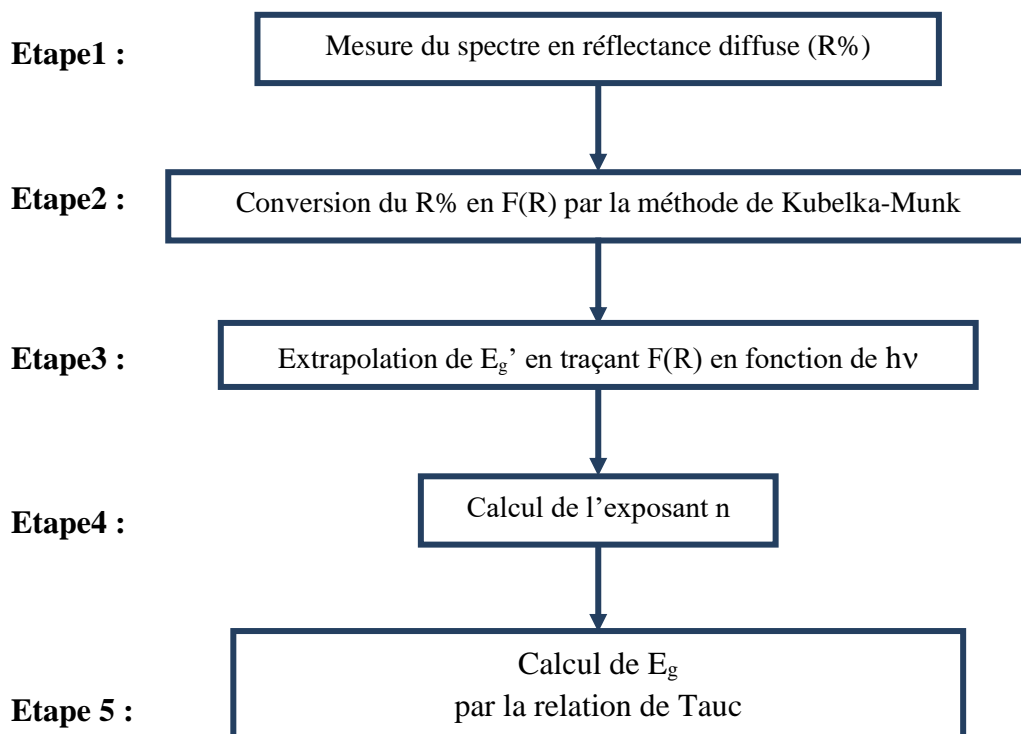 Etape1 :
Mesure du spectre en réflectance diffuse (R%)
Etape2 :
Conversion du R% en F(R) par la méthode de Kubelka-Munk
Etape3 :
Extrapolation de Eg’ en traçant F(R) en fonction de hν
Etape4 :
Calcul de l’exposant n
Etape 5 :
Calcul de Eg
par la relation de Tauc